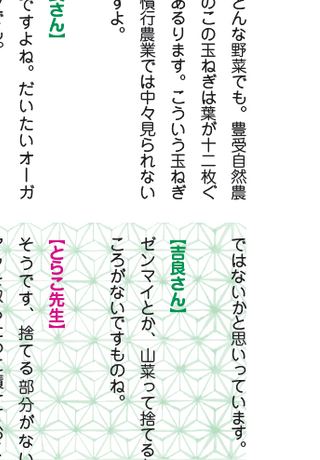 どんな野菜でも。豊受自然農
のこの玉ねぎは葉が十二枚ぐ
あるります。こういう玉ねぎ
慣行農業では中々見られない
すよ。
さん】
ですよね。だいたいオーガ
ではないかと思いっています。
【吉良さん】
ゼンマイとか、山菜って捨てる
ころがないですものね。
【とらこ先生】
そうです、捨てる部分がない